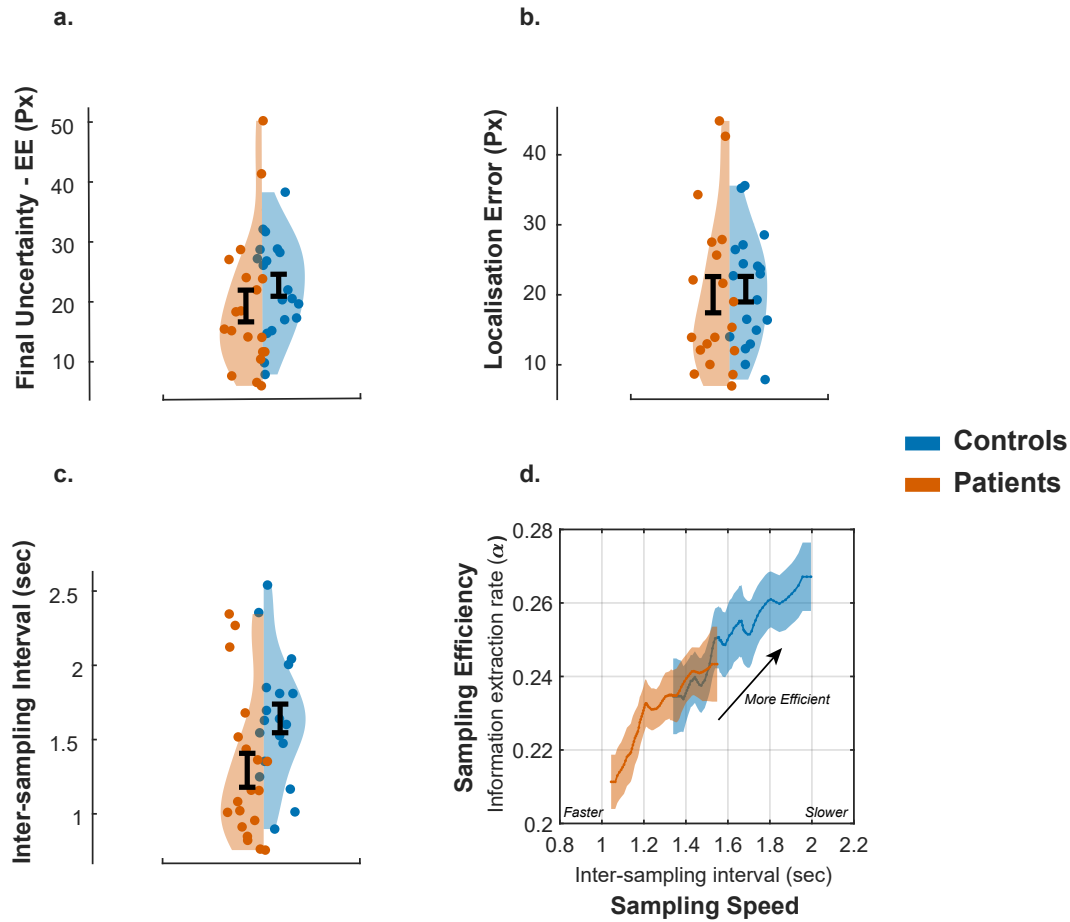 a.
b.
Final Uncertainty - EE (Px)
50
40
30
20
10
Localisation Error (Px)
40
30
20
10
Controls
Patients
c.
d.
Inter-sampling Interval (sec)
2.5
2
1.5
1
Sampling Efficiency
Information extraction rate (α)
0.28
0.26
0.24
0.22
0.2
More Efficient
Faster
Slower
0.8 1 1.2 1.4 1.6 1.8 2 2.2
Inter-sampling interval (sec)
Sampling Speed